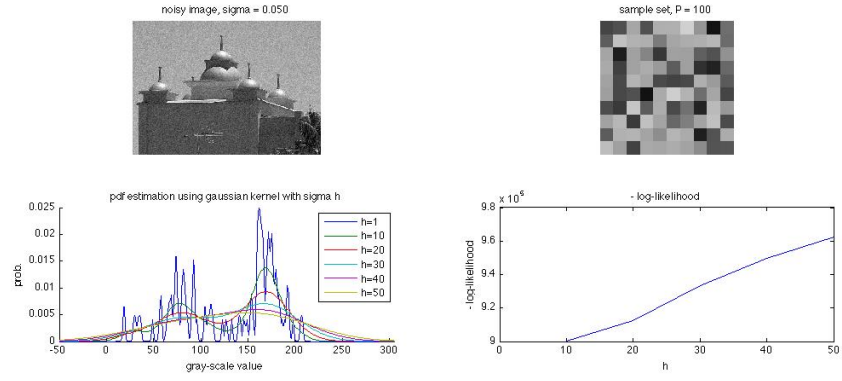 noisy image, sigma = 0.050
sample set, P = 100
pdf estimation using gaussian kernel with sigma h
0.025
0.02
0.015
0.01
0.005
0
prob.
-50 0 50 100 150 200 250 300
gray-scale value
h=1
h=10
h=20
h=30
h=40
h=50
- log-likelihood
x 10
9.8
9.6
9.4
9.2
9
- log-likelihood
0 10 20 30 40 50
h